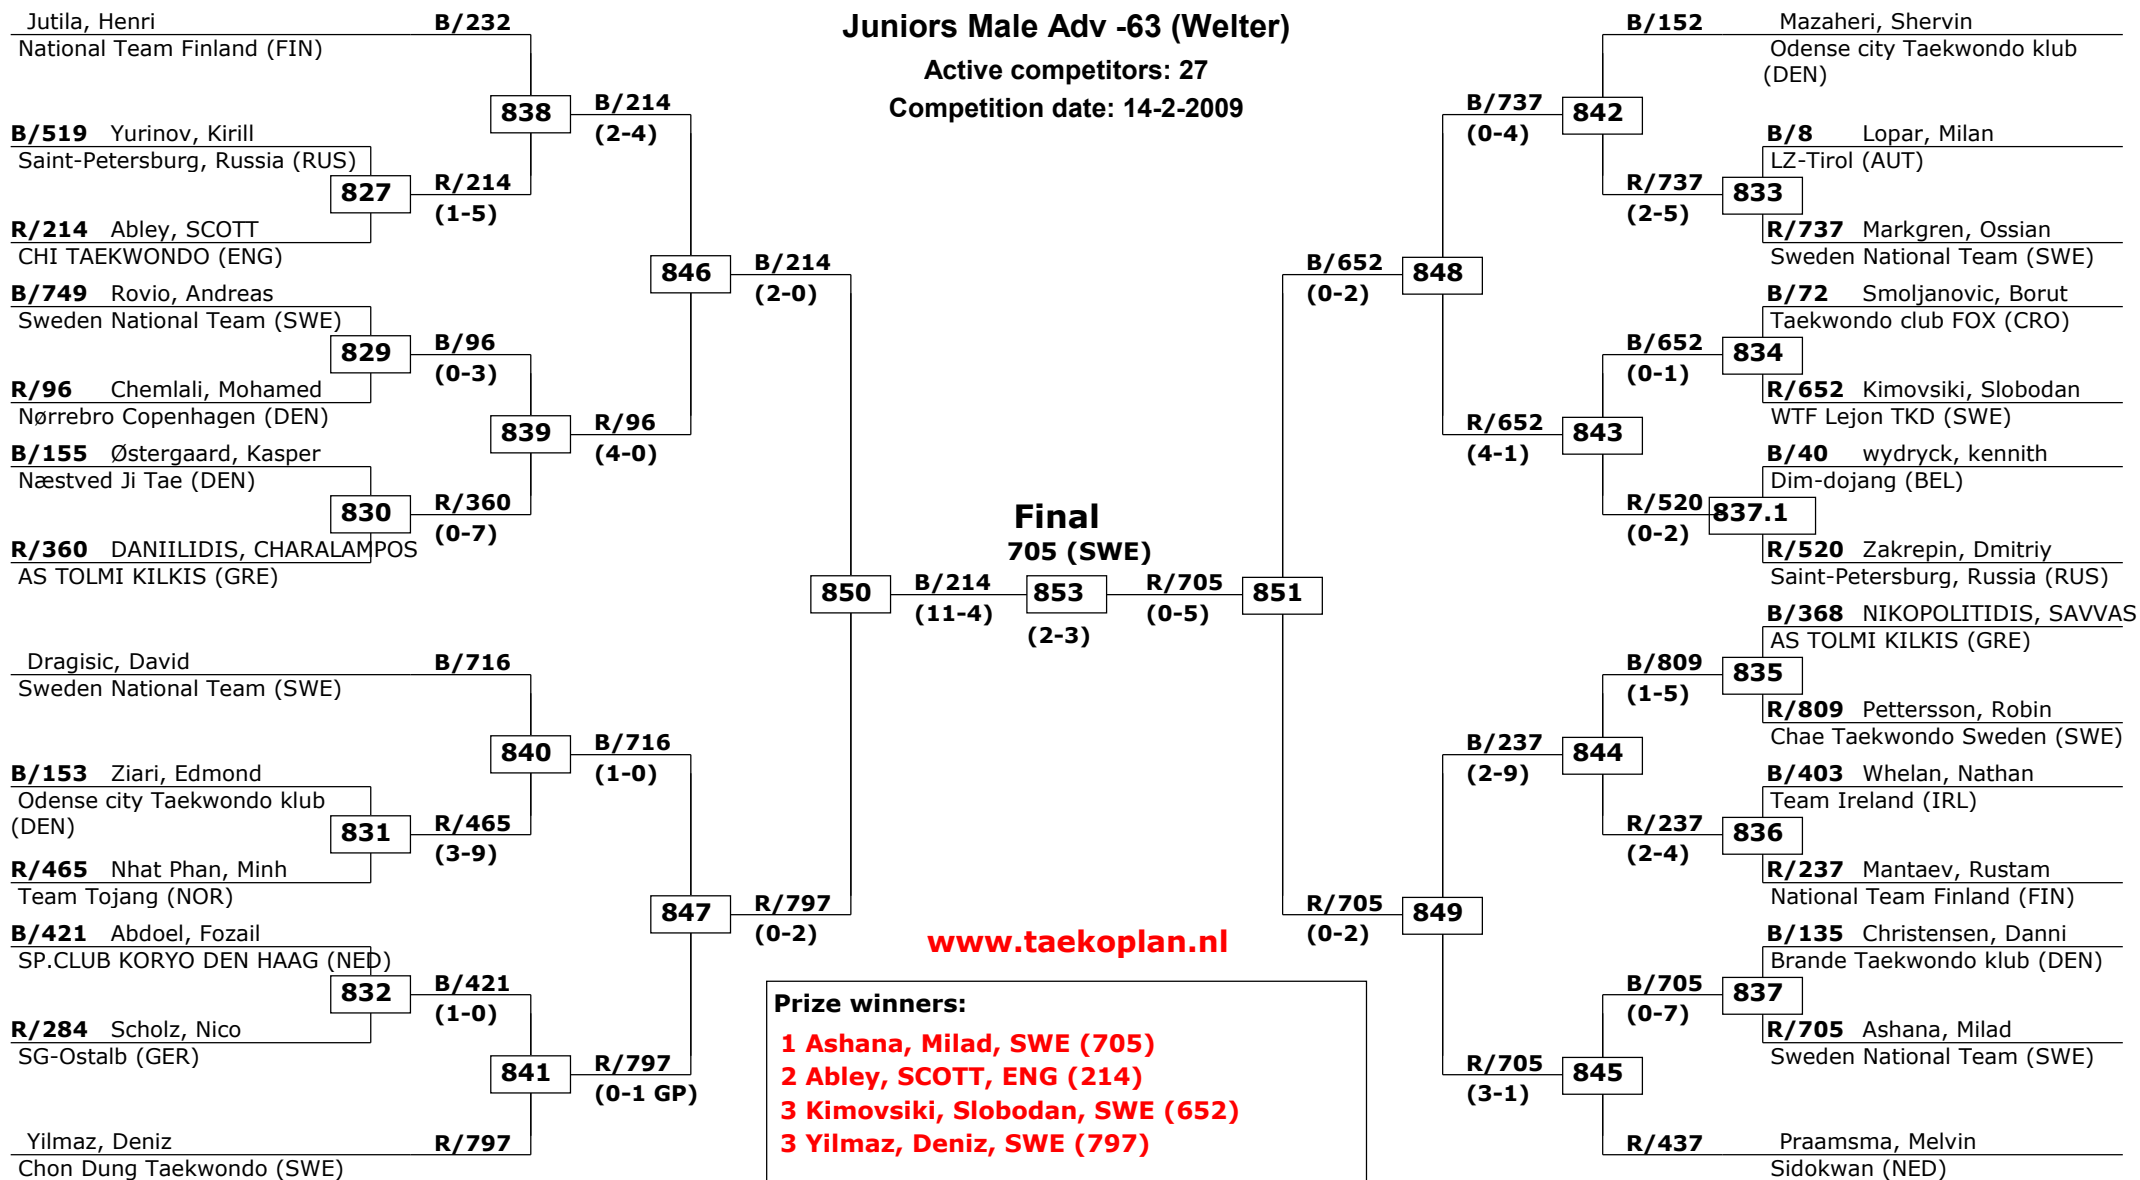 Juniors Male Adv -63 (Welter)
Active competitors: 27
Competition date: 14-2-2009
Jutila, Henri
B/232
National Team Finland (FIN)
838
B/214
(2-4)
B/519 Yurinov, Kirill
Saint-Petersburg, Russia (RUS)
827
R/214
(1-5)
R/214 Abley, SCOTT
CHI TAEKWONDO (ENG)
846
B/214
(2-0)
B/749 Rovio, Andreas
Sweden National Team (SWE)
829
B/96
(0-3)
R/96 Chemlali, Mohamed
Nørrebro Copenhagen (DEN)
839
R/96
(4-0)
B/155 Østergaard, Kasper
Næstved Ji Tae (DEN)
830
R/360
(0-7)
R/360 DANIILIDIS, CHARALAMPOS
AS TOLMI KILKIS (GRE)
850
B/214
(11-4)
Final
705 (SWE)
853
(2-3)
R/705
(0-5)
851
Dragisic, David
B/716
Sweden National Team (SWE)
840
B/716
(1-0)
B/153 Ziari, Edmond
Odense city Taekwondo klub
(DEN)
831
R/465
(3-9)
R/465 Nhat Phan, Minh
Team Tojang (NOR)
847
R/797
(0-2)
B/421 Abdoel, Fozail
SP.CLUB KORYO DEN HAAG (NED)
832
B/421
(1-0)
R/284 Scholz, Nico
SG-Ostalb (GER)
841
R/797
(0-1 GP)
Yilmaz, Deniz
R/797
Chon Dung Taekwondo (SWE)
B/152
Mazaheri, Shervin
Odense city Taekwondo klub
(DEN)
B/737
(0-4)
842
B/8 Lopar, Milan
LZ-Tirol (AUT)
R/737
(2-5)
833
R/737 Markgren, Ossian
Sweden National Team (SWE)
B/652
(0-2)
848
B/72 Smoljanovic, Borut
Taekwondo club FOX (CRO)
B/652
(0-1)
834
R/652 Kimovsiki, Slobodan
WTF Lejon TKD (SWE)
R/652
(4-1)
843
B/40 wydryck, kennith
Dim-dojang (BEL)
R/520
(0-2)
837.1
R/520 Zakrepin, Dmitriy
Saint-Petersburg, Russia (RUS)
B/368 NIKOPOLITIDIS, SAVVAS
AS TOLMI KILKIS (GRE)
B/809
(1-5)
835
R/809 Pettersson, Robin
Chae Taekwondo Sweden (SWE)
B/237
(2-9)
844
B/403 Whelan, Nathan
Team Ireland (IRL)
R/237
(2-4)
836
R/237 Mantaev, Rustam
National Team Finland (FIN)
R/705
(0-2)
849
B/135 Christensen, Danni
Brande Taekwondo klub (DEN)
B/705
(0-7)
837
R/705 Ashana, Milad
Sweden National Team (SWE)
R/705
(3-1)
845
R/437
Praamsma, Melvin
Sidokwan (NED)
www.taekoplan.nl
Prize winners:
1 Ashana, Milad, SWE (705)
2 Abley, SCOTT, ENG (214)
3 Kimovsiki, Slobodan, SWE (652)
3 Yilmaz, Deniz, SWE (797)